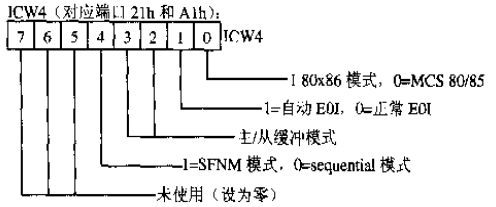 ICW4（对应端口 21h 和 A1h）:
7 6 5 4 3 2 1 0 ICW4
1 80x86 模式，0=MCS 80/85
1=自动 E0I，0=正常 E0I
主/从缓冲模式
1=SFNM 模式，0=sequential 模式
未使用（设为零）